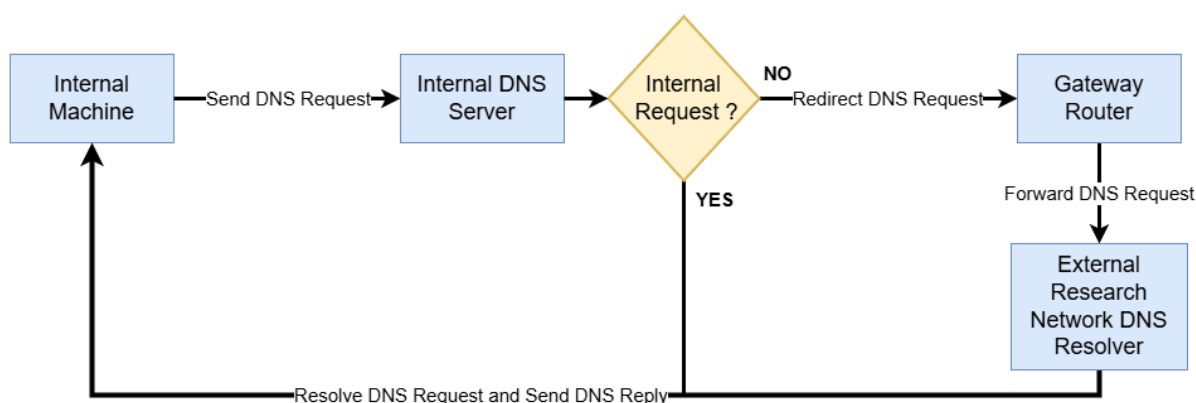 Internal
Machine
Send DNS Request
Internal DNS
Server
Internal
Request ?
NO
Redirect DNS Request
Gateway
Router
YES
Forward DNS Request
External
Research
Network DNS
Resolver
Resolve DNS Request and Send DNS Reply